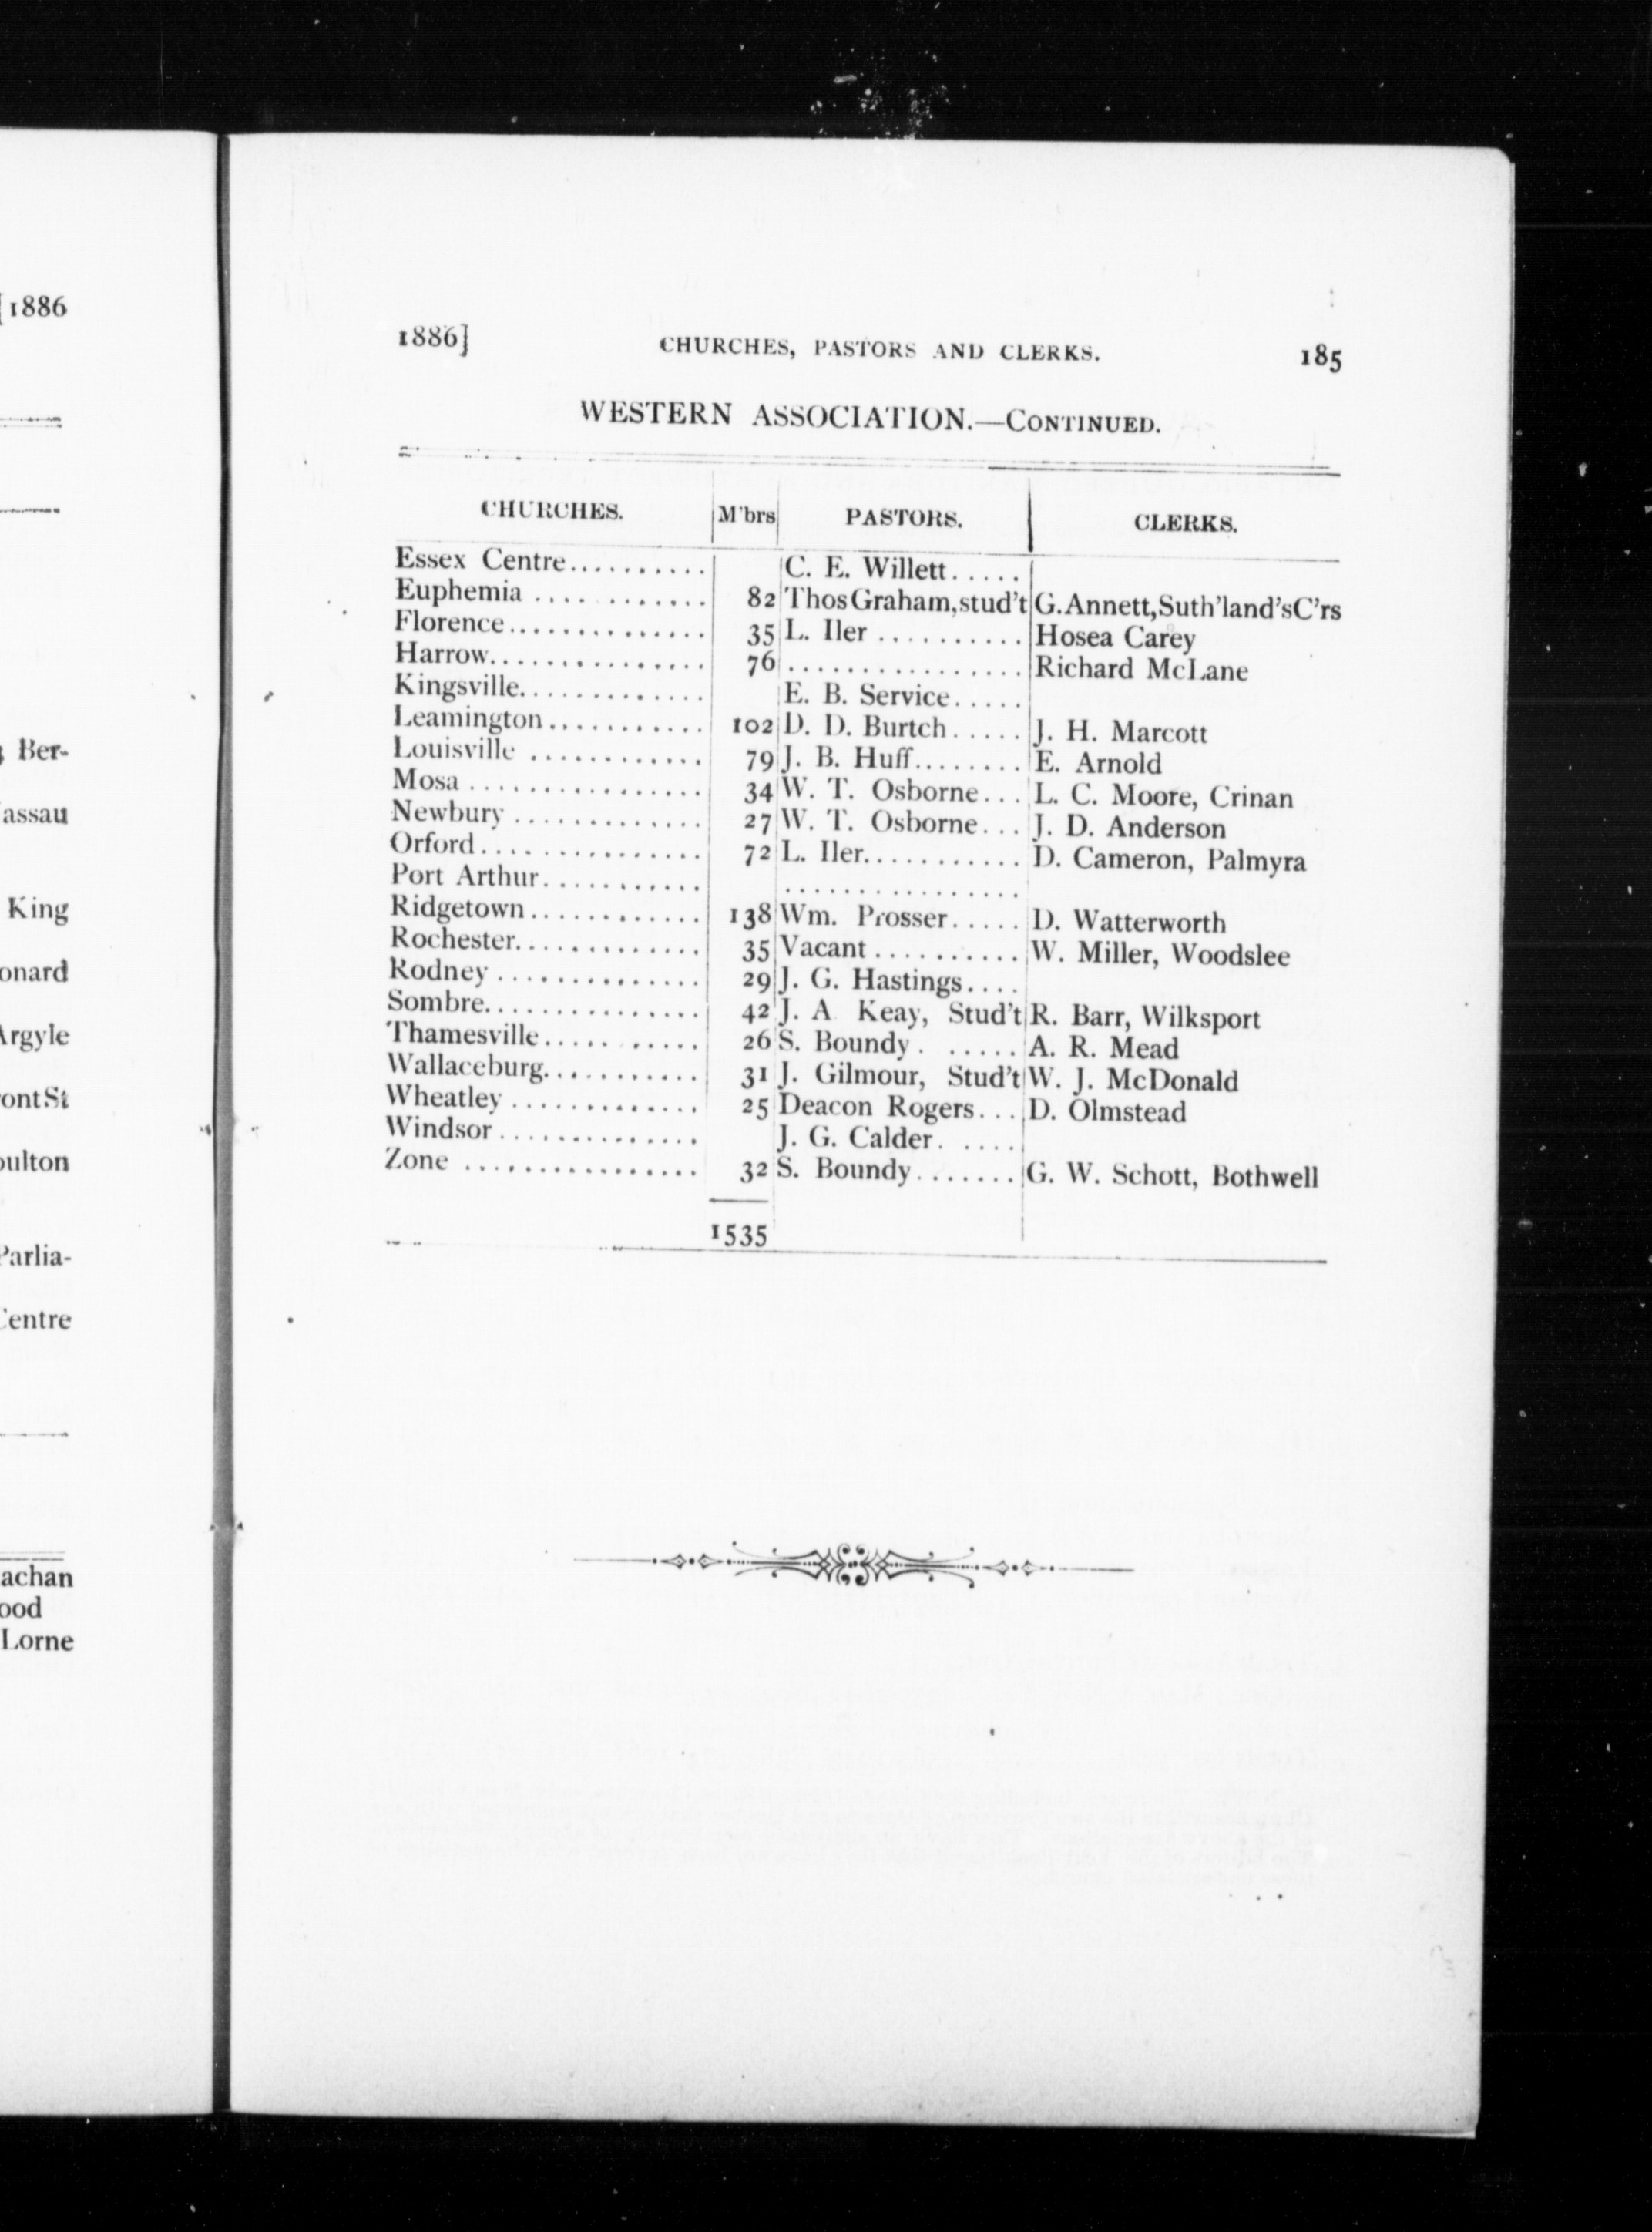 [1886
Ber-
assau
King
onard
Argyle
ontSt
oulton
Parlia-
Centre
achan
ood
Lorne
1886] CHURCHES, PASTORS AND CLERKS. 185
WESTERN ASSOCIATION.—CONTINUED.
CHURCHES. M'brs PASTORS. CLERKS.
Essex Centre.......... C. E. Willett.....
Euphemia ............ 82 Thos Graham, stud't G. Annett, Suth'land's C'rs
Florence.............. 35 L. Iler .......... Hosea Carey
Harrow............... 76 ................ Richard McLane
Kingsville............. E. B. Service.....
Leamington........... 102 D. D. Burtch..... J. H. Marcott
Louisville ............ 79 J. B. Huff........ E. Arnold
Mosa ................ 34 W. T. Osborne... L. C. Moore, Crinan
Newbury ............. 27 W. T. Osborne... J. D. Anderson
Orford................ 72 L. Iler........... D. Cameron, Palmyra
Port Arthur........... ................
Ridgetown............ 138 Wm. Prosser..... D. Watterworth
Rochester............. 35 Vacant .......... W. Miller, Woodslee
Rodney .............. 29 J. G. Hastings....
Sombre............... 42 J. A Keay, Stud't R. Barr, Wilksport
Thamesville..... ..... 26 S. Boundy. ..... A. R. Mead
Wallaceburg........... 31 J. Gilmour, Stud't W. J. McDonald
Wheatley ............. 25 Deacon Rogers... D. Olmstead
Windsor.............. J. G. Calder. ....
Zone ................ 32 S. Boundy....... G. W. Schott, Bothwell
1535